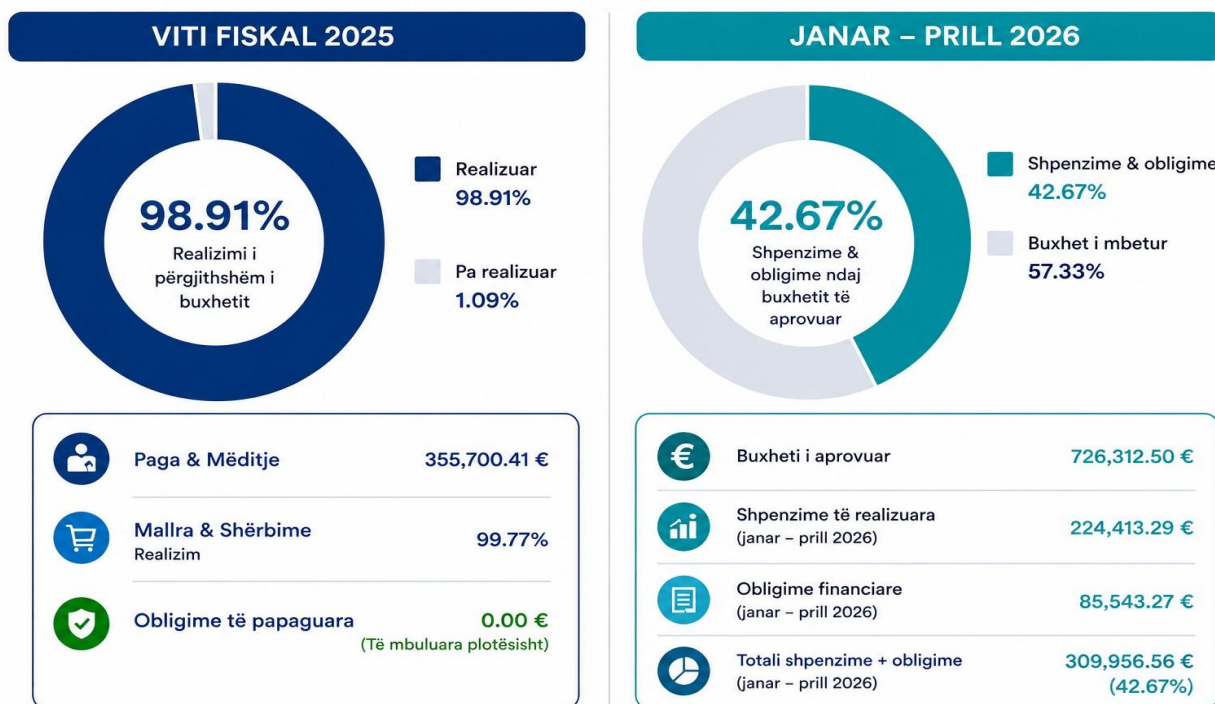 VITI FISKAL 2025
98.91%
Realizimi i
përgjithshëm i
buxhetit
Realizuar
98.91%
Pa realizuar
1.09%
Paga & Mëditje 355,700.41 €
Mallra & Shërbime
Realizim
99.77%
Obligime të papaguara 0.00 €
(Të mbuluara plotësisht)
JANAR – PRILL 2026
42.67%
Shpenzime &
obligime ndaj
buxhetit të
aprovuar
Shpenzime & obligime
42.67%
Buxhet i mbetur
57.33%
€
Buxheti i aprovuar 726,312.50 €
Shpenzime të realizuara
(janar – prill 2026)
224,413.29 €
Obligime financiare
(janar – prill 2026)
85,543.27 €
Totali shpenzime + obligime 309,956.56 €
(janar – prill 2026) (42.67%)